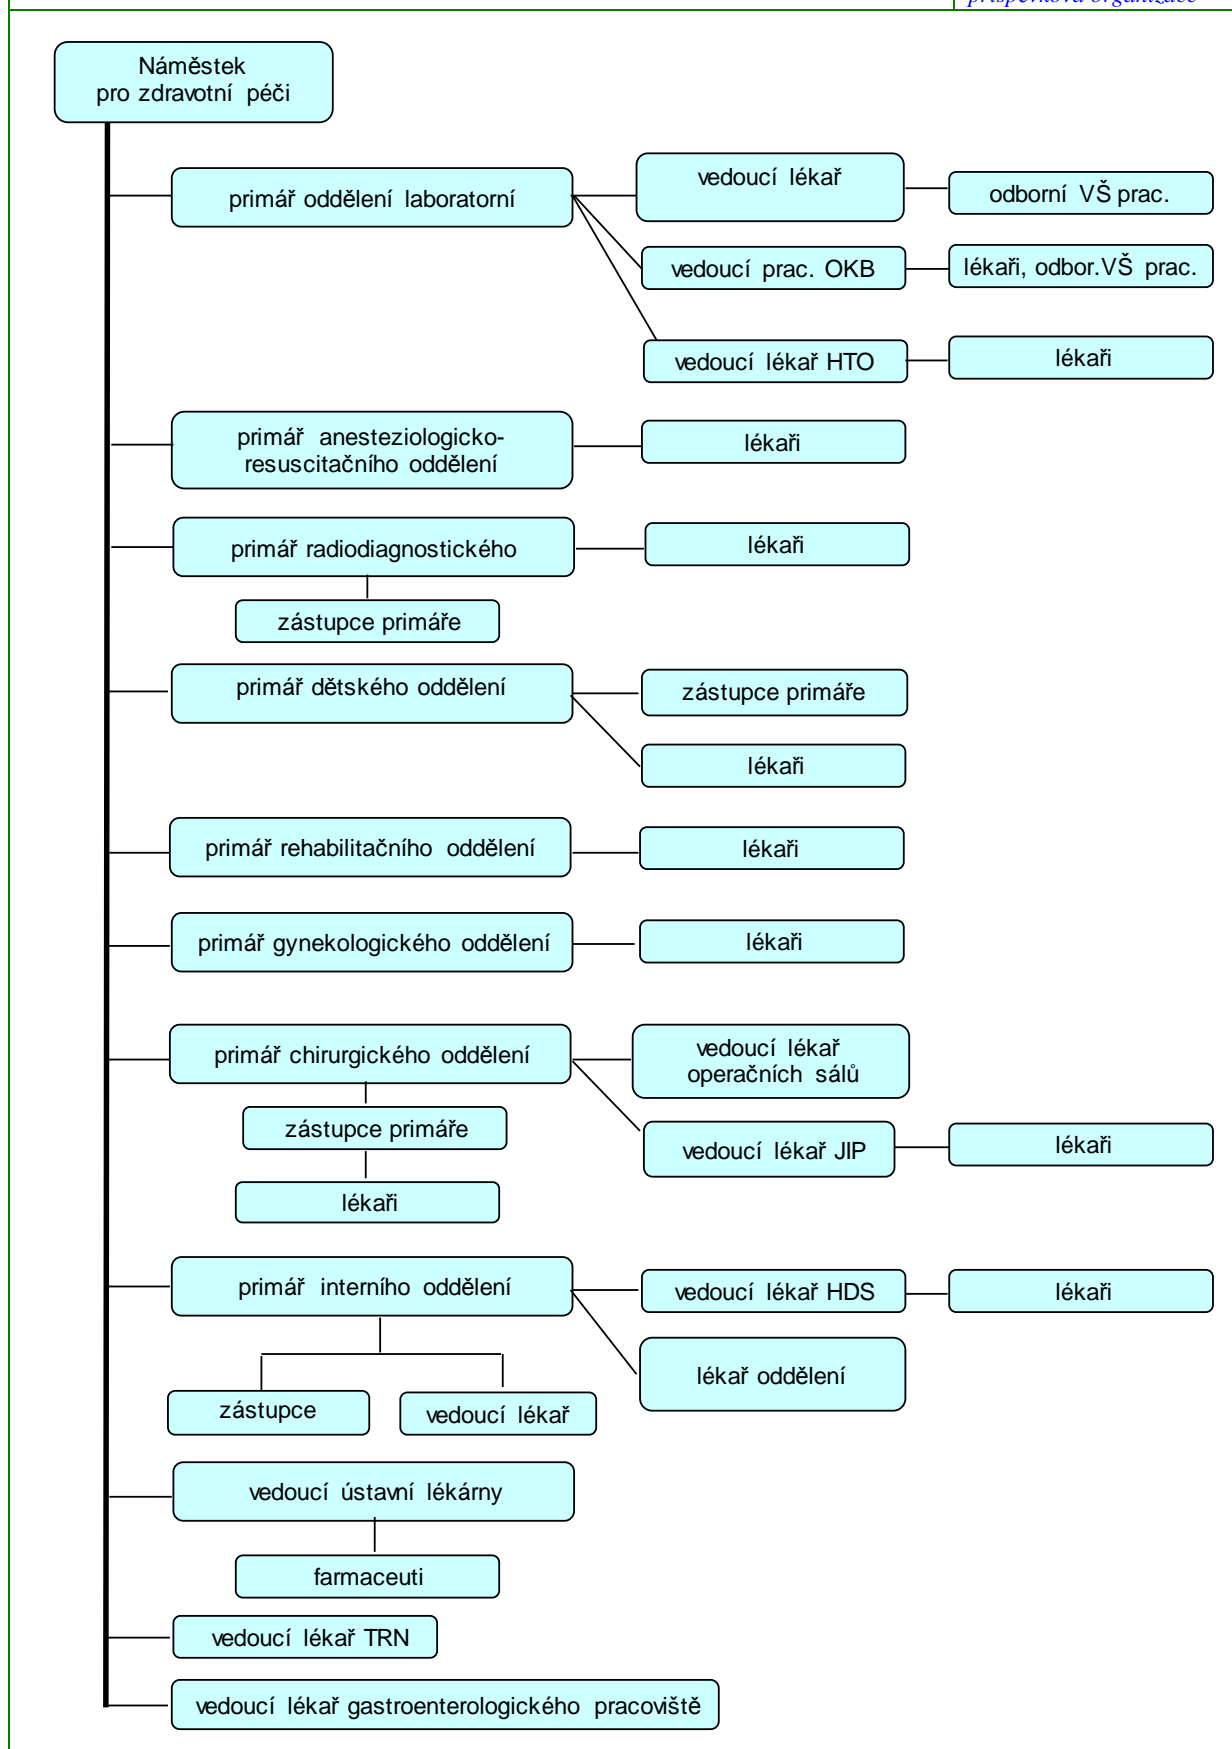 příspěvková organizace
Náměstek
pro zdravotní péči
primář oddělení laboratorní
vedoucí lékař
odborní VŠ prac.
vedoucí prac. OKB
lékaři, odbor.VŠ prac.
vedoucí lékař HTO
lékaři
primář anesteziologicko-
resuscitačního oddělení
lékaři
primář radiodiagnostického
lékaři
zástupce primáře
primář dětského oddělení
zástupce primáře
lékaři
primář rehabilitačního oddělení
lékaři
primář gynekologického oddělení
lékaři
primář chirurgického oddělení
vedoucí lékař
operačních sálů
zástupce primáře
vedoucí lékař JIP
lékaři
lékaři
primář interního oddělení
vedoucí lékař HDS
lékaři
lékař oddělení
zástupce
vedoucí lékař
vedoucí ústavní lékárny
farmaceuti
vedoucí lékař TRN
vedoucí lékař gastroenterologického pracoviště